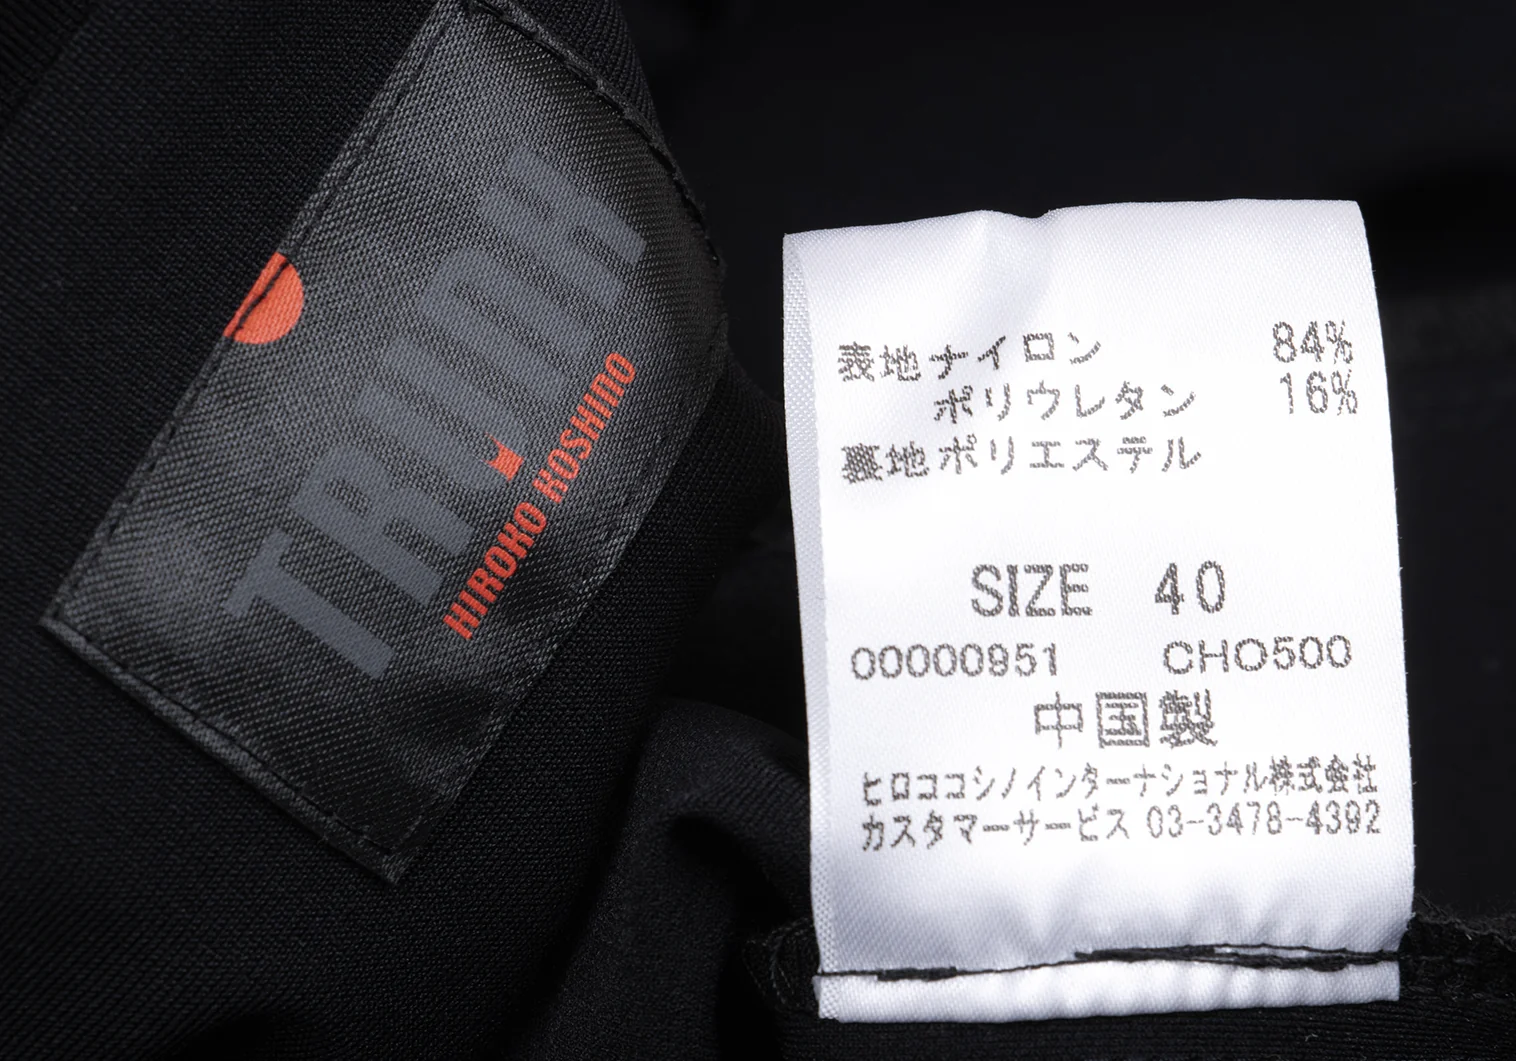 HIROKO KOSHINO
表地 ナイロン 84%
ポリウレタン 16%
裏地 ポリエステル
SIZE 40
00000951 CHO500
中国製
ヒロココシノインターナショナル株式会社
カスタマーサービス 03-3478-4392